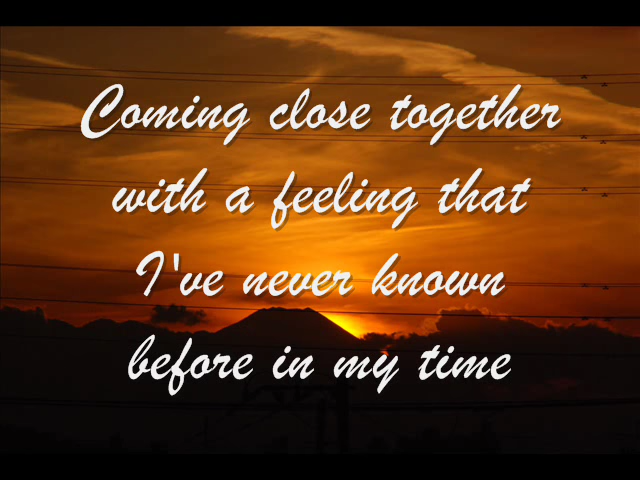 Coming close together
with a feeling that
I've never known
before in my time